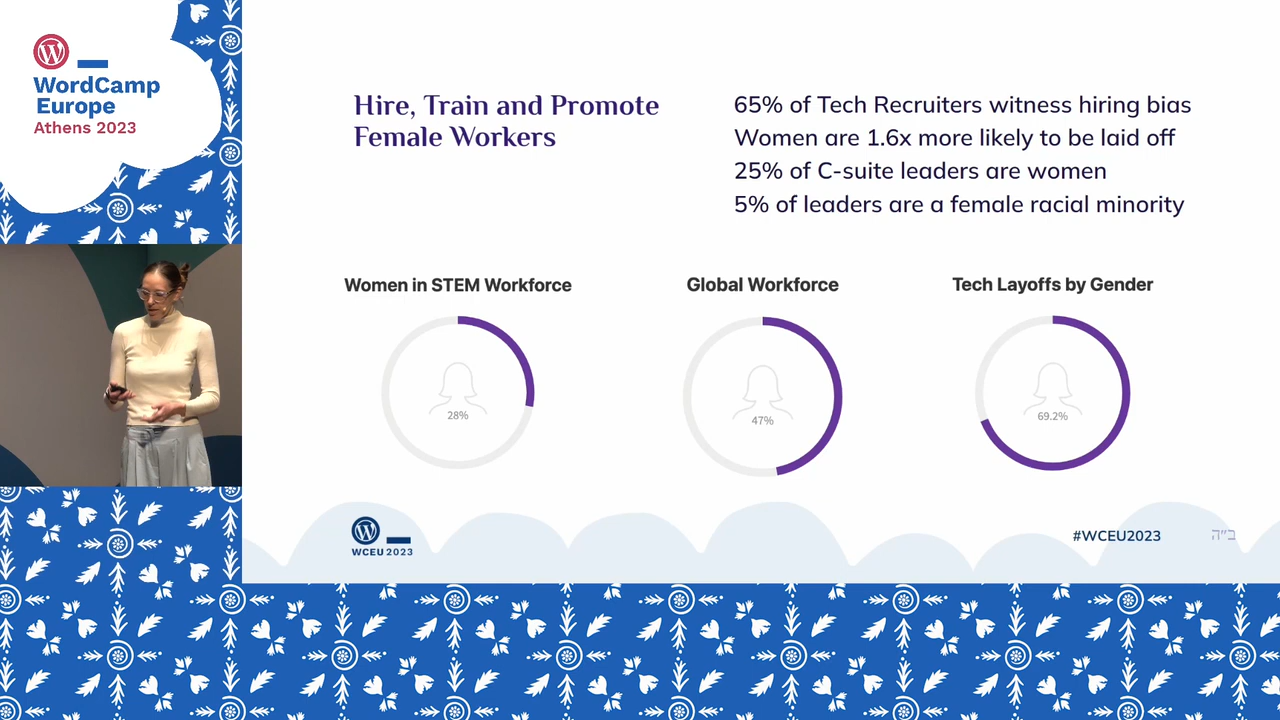 WordCamp
Europe
Athens 2023
Hire, Train and Promote
Female Workers
65% of Tech Recruiters witness hiring bias
Women are 1.6x more likely to be laid off
25% of C-suite leaders are women
5% of leaders are a female racial minority
Women in STEM Workforce
28%
Global Workforce
47%
Tech Layoffs by Gender
69.2%
WCEU 2023
#WCEU2023
ב״ה